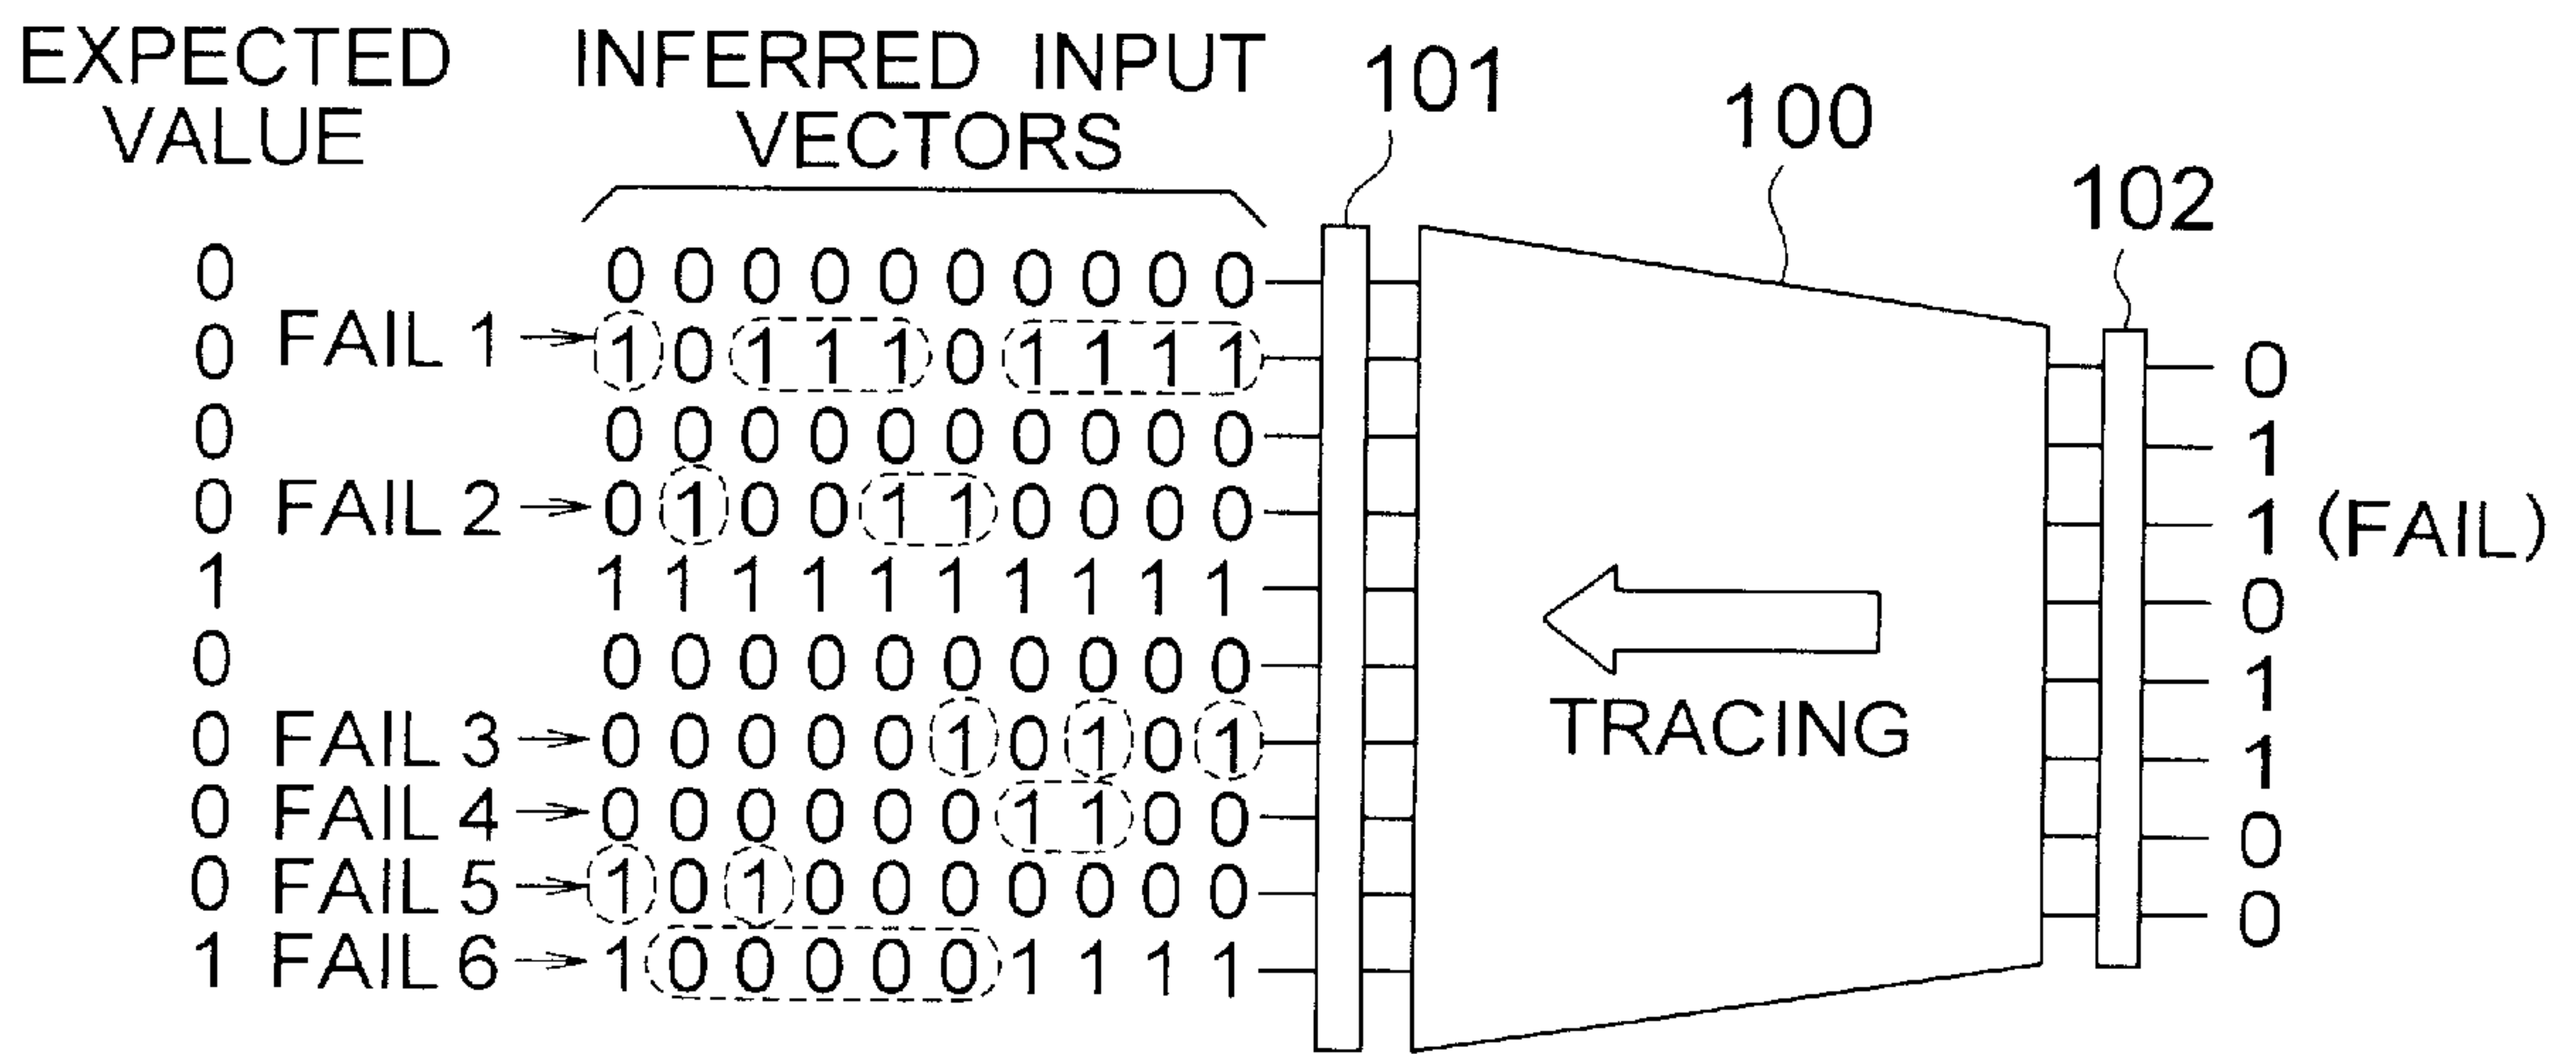 EXPECTED VALUE
INFERRED INPUT VECTORS
101
100
102
0 0 0 0 0 0 0 0 0 0 0
0 FAIL 1 1 0 1 1 1 0 1 1 1 1
0 0 0 0 0 0 0 0 0 0 0
0 FAIL 2 0 1 0 0 1 1 0 0 0 0
1 1 1 1 1 1 1 1 1 1 1
0 0 0 0 0 0 0 0 0 0 0
0 FAIL 3 0 0 0 0 0 1 0 1 0 1
0 FAIL 4 0 0 0 0 0 0 1 1 0 0
0 FAIL 5 1 0 1 0 0 0 0 0 0 0
1 FAIL 6 1 0 0 0 0 0 1 1 1 1
TRACING
0
1
1 (FAIL)
0
1
1
0
0